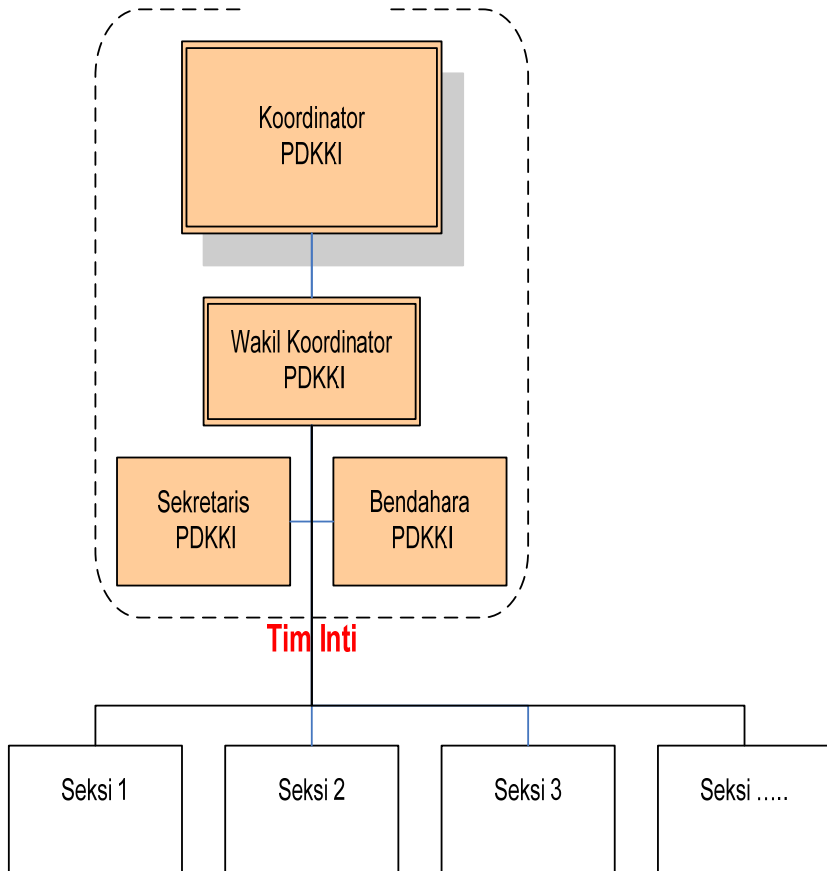 Koordinator
PDKKI
Wakil Koordinator
PDKKI
Sekretaris
PDKKI
Bendahara
PDKKI
Tim Inti
Seksi 1
Seksi 2
Seksi 3
Seksi .....